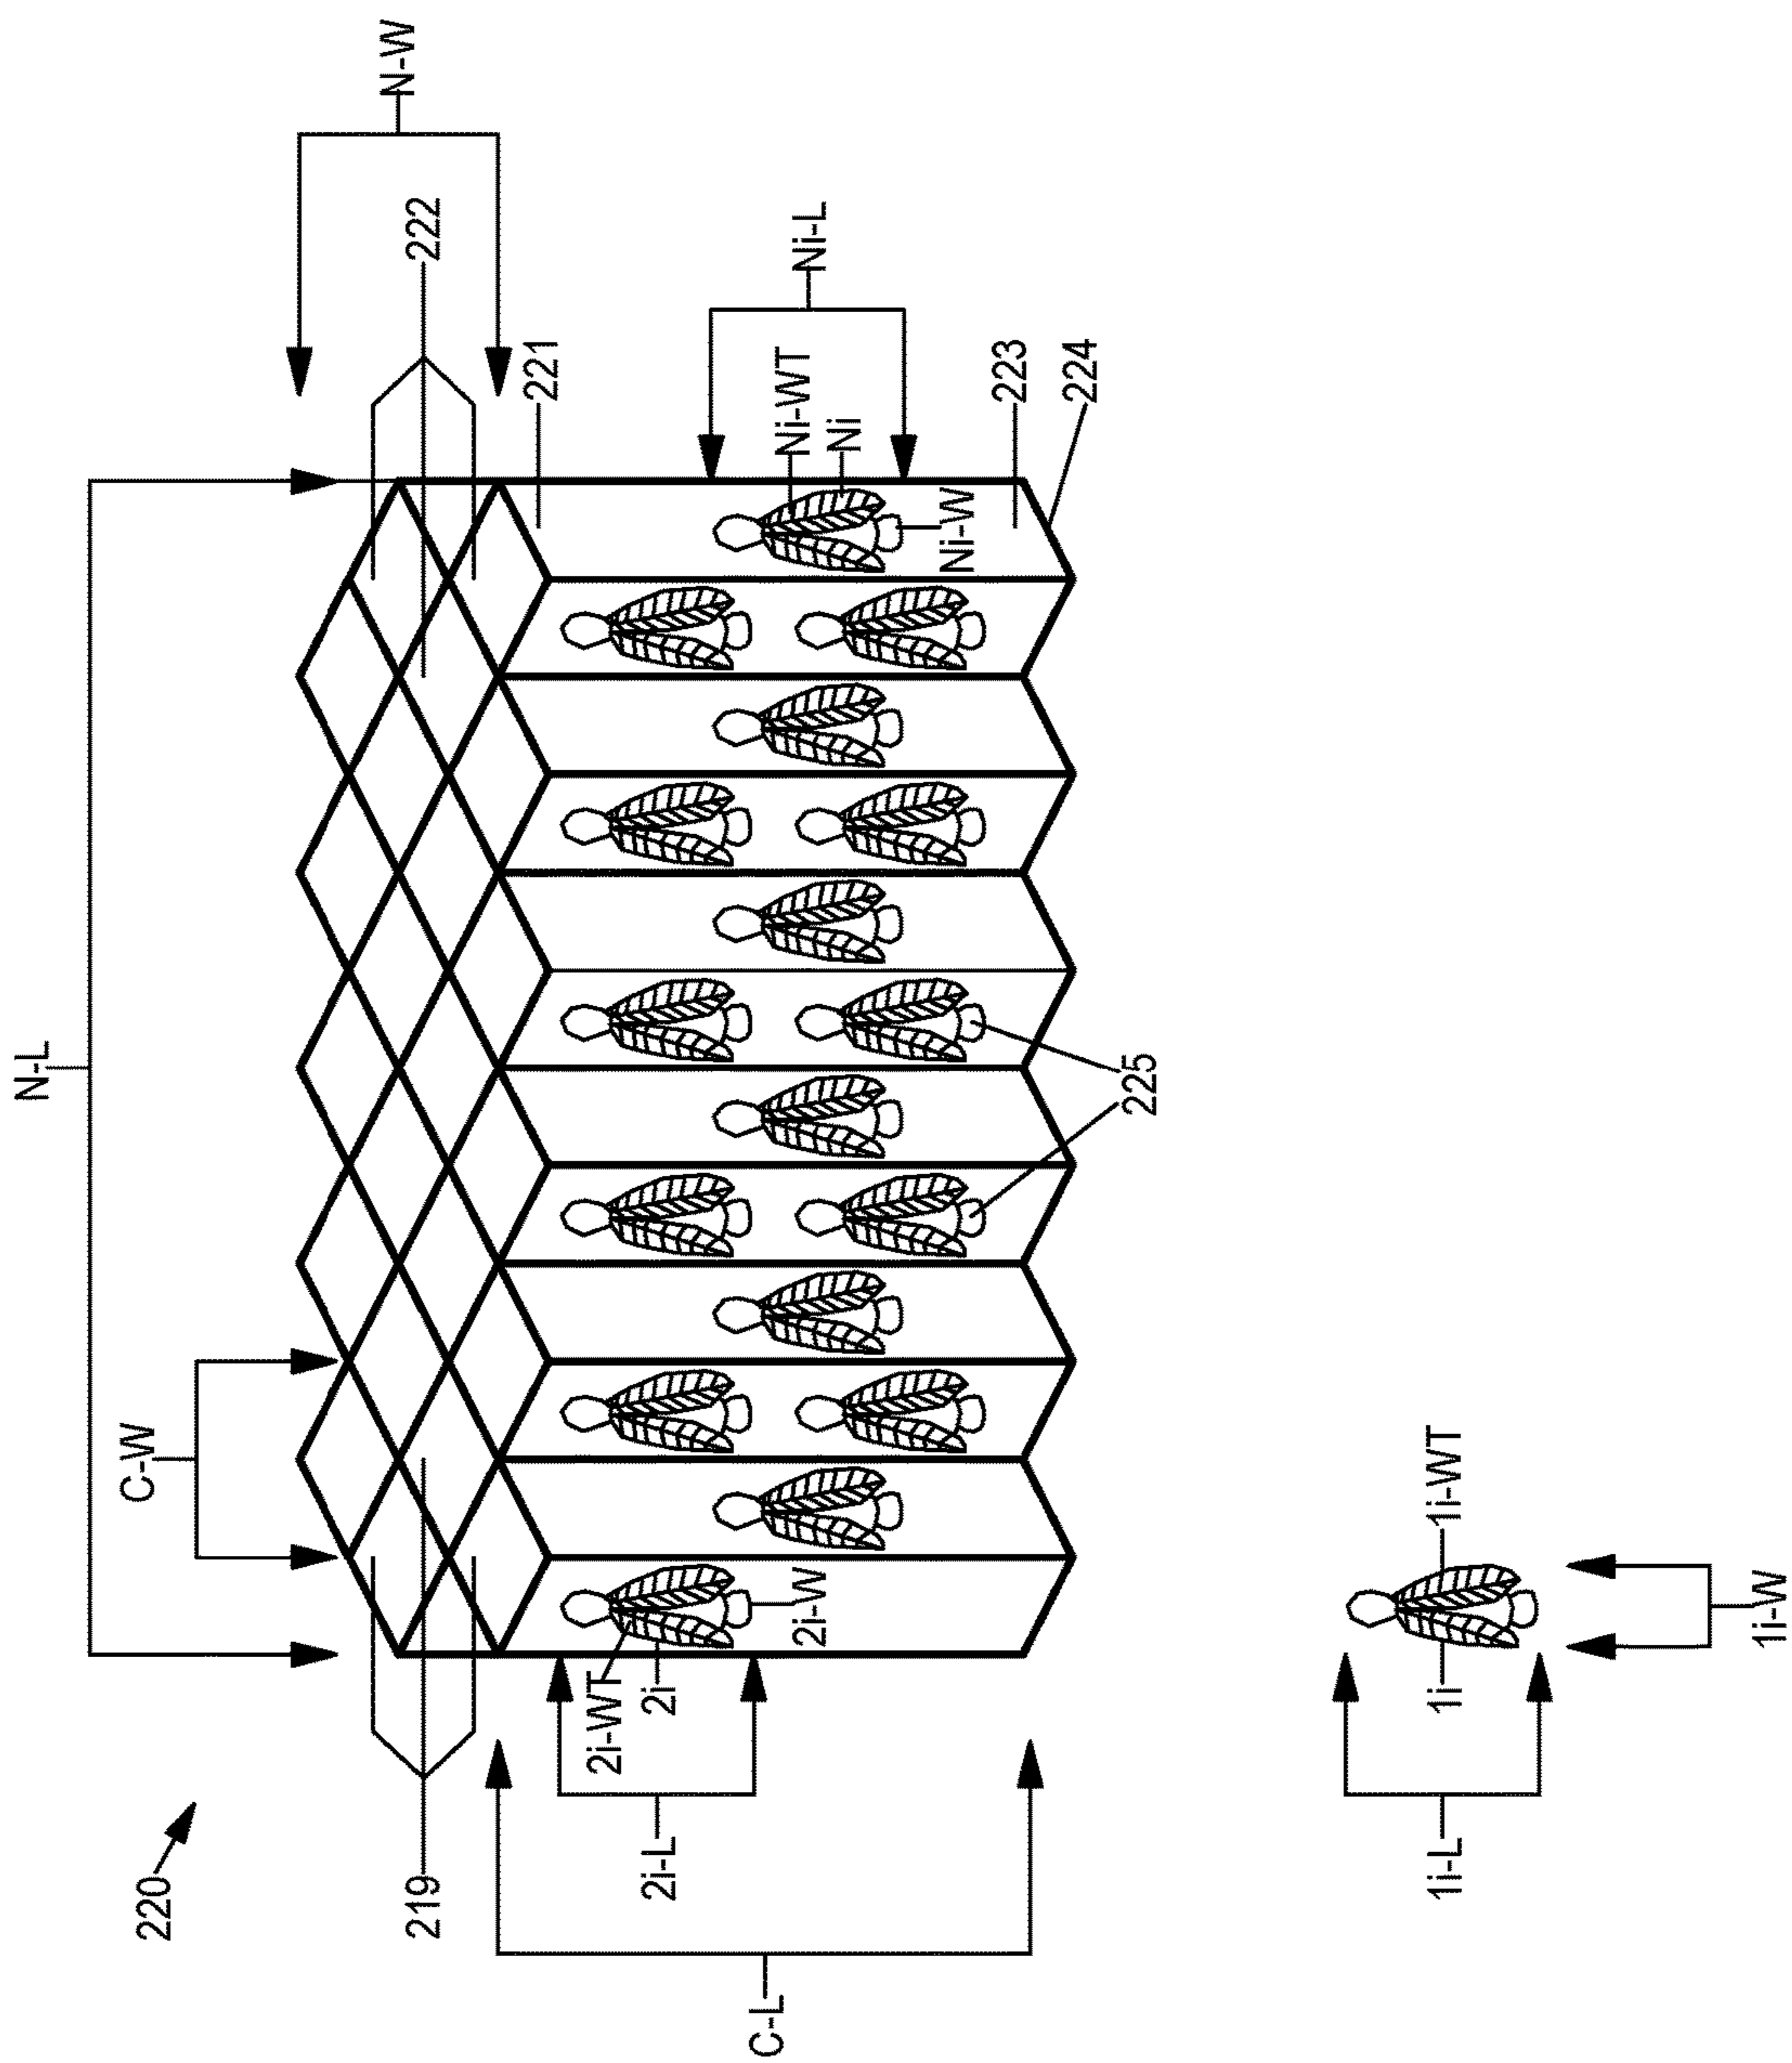 N-L
N-W
C-W
222
219
220
221
Ni-L
Ni-WT
Ni
Ni-W
223
224
225
2i-WT
2i
2i-W
2i-L
C-L
1i-WT
1i
1i-L
1i-W